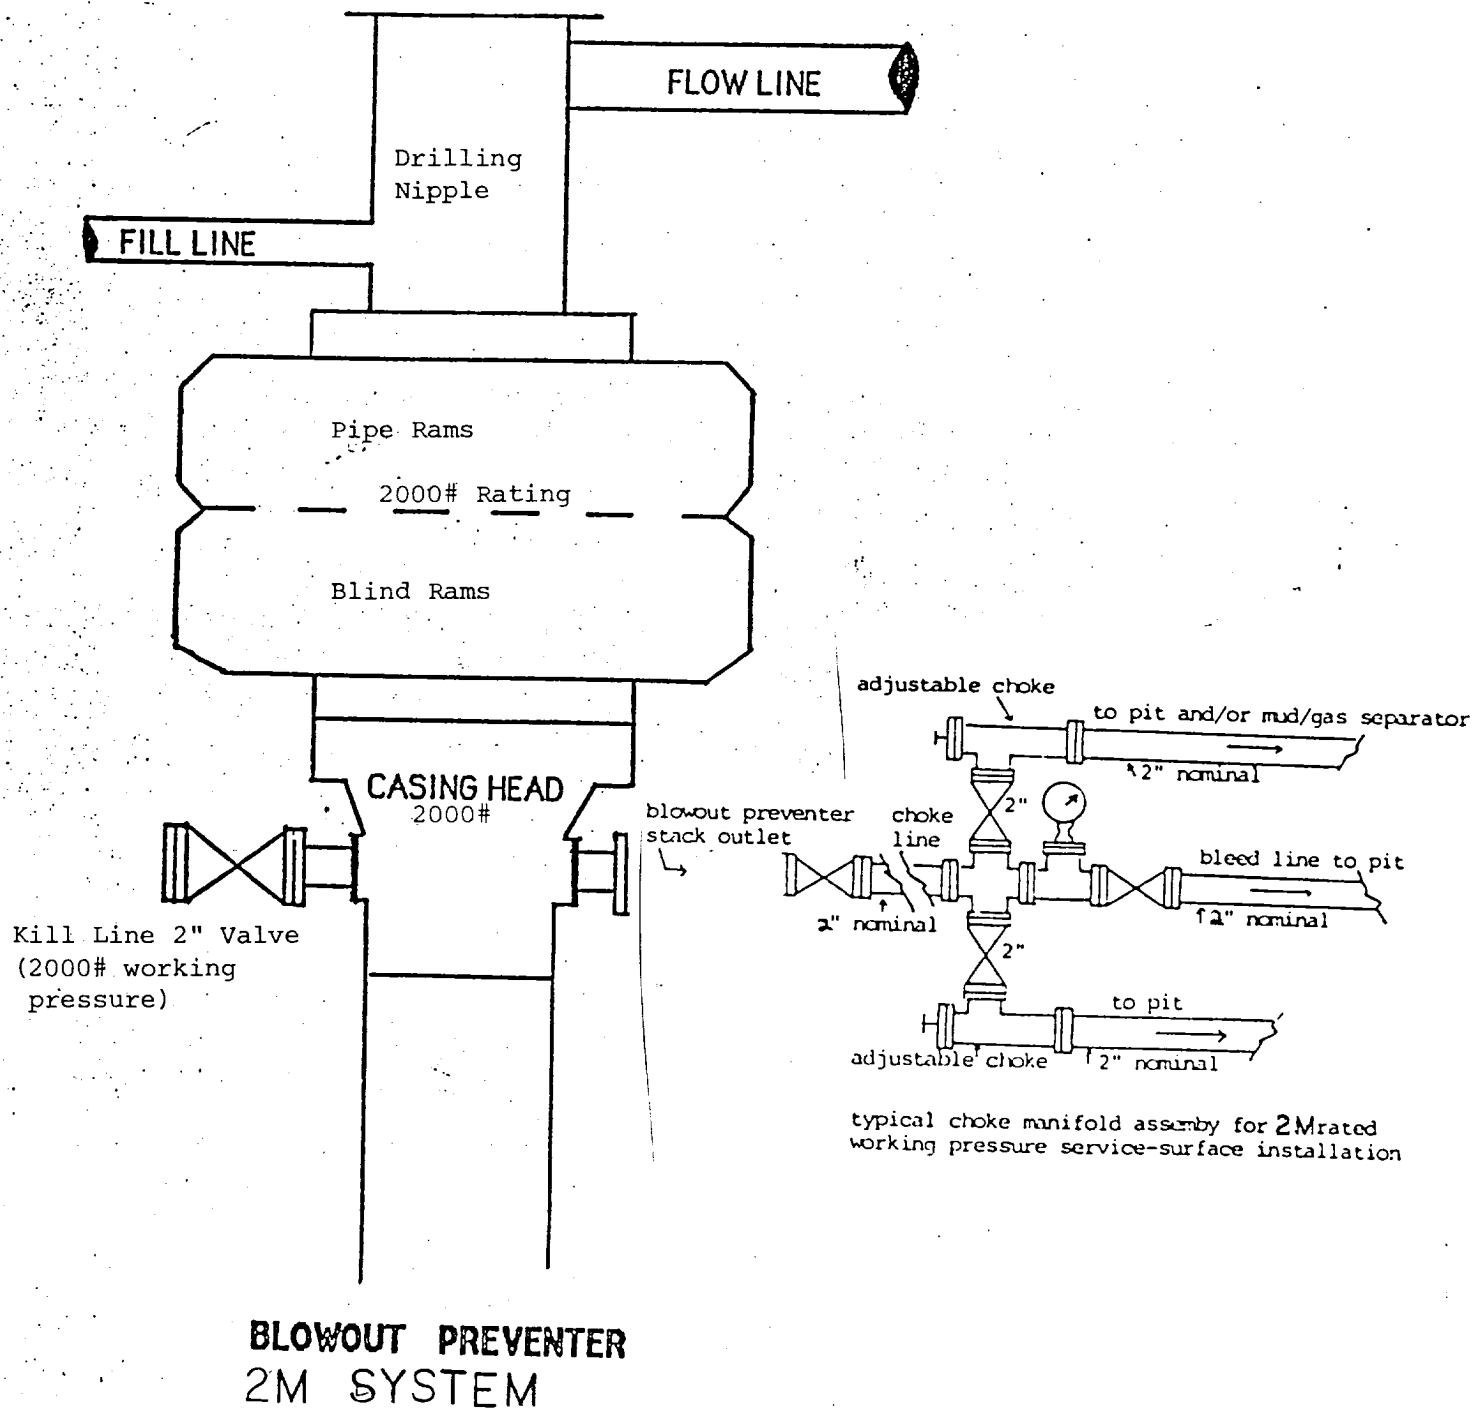 FLOW LINE
Drilling
Nipple
FILL LINE
Pipe Rams
2000# Rating
Blind Rams
CASING HEAD
2000#
Kill Line 2" Valve
(2000# working
pressure)
blowout preventer
stack outlet
choke
line
2" nominal
adjustable choke
to pit and/or mud/gas separator
2" nominal
2"
bleed line to pit
2" nominal
2"
to pit
adjustable choke
2" nominal
typical choke manifold assemby for 2M rated
working pressure service-surface installation
BLOWOUT PREVENTER
2M SYSTEM